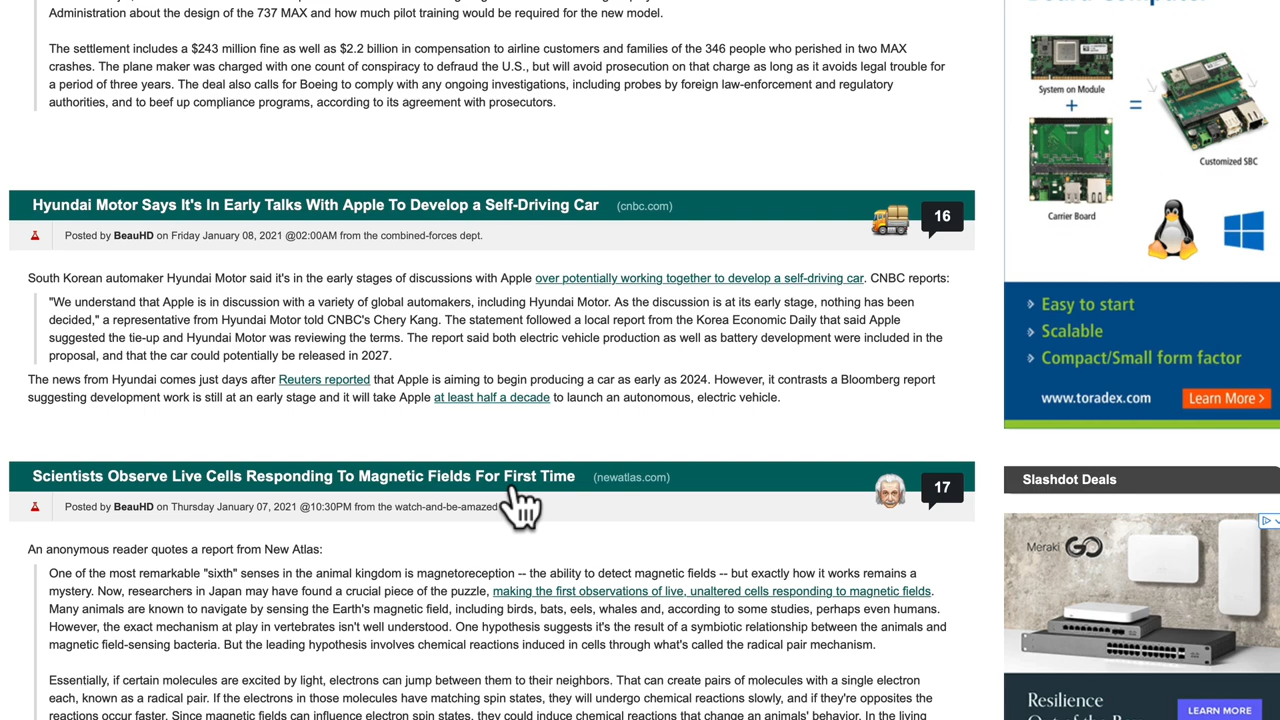 Administration about the design of the 737 MAX and how much pilot training would be required for the new model.
The settlement includes a $243 million fine as well as $2 billion in compensation to airline customers and families of the 346 people who perished in two MAX
crashes. The plane maker was charged with one count of conspiracy to defraud the U.S., but will avoid prosecution on that charge as long as it avoids legal trouble for
a period of three years. The deal also calls for Boeing to comply with any ongoing investigations, including probes by foreign law-enforcement and regulatory
authorities, and to beef up compliance programs, according to its agreement with prosecutors.
Hyundai Motor Says It's In Early Talks With Apple To Develop a Self-Driving Car (cnbc.com)
16
Posted by BeauHD on Friday January 08, 2021 @02:00AM from the combined-forces dept.
South Korean automaker Hyundai Motor said it's in the early stages of discussions with Apple over potentially working together to develop a self-driving car. CNBC reports:
"We understand that Apple is in discussion with a variety of global automakers, including Hyundai Motor. As the discussion is at its early stage, nothing has been
decided," a representative from Hyundai Motor told CNBC's Chery Kang. The statement followed a local report from the Korea Economic Daily that said Apple
suggested the tie-up and Hyundai Motor was reviewing the terms. The report said both electric vehicle production as well as battery development were included in the
proposal, and that the car could potentially be released in 2027.
The news from Hyundai comes just days after Reuters reported that Apple is aiming to begin producing a car as early as 2024. However, it contrasts a Bloomberg report
suggesting development work is still at an early stage and it will take Apple at least half a decade to launch an autonomous, electric vehicle.
Scientists Observe Live Cells Responding To Magnetic Fields For First Time (newatlas.com)
17
Posted by BeauHD on Thursday January 07, 2021 @10:30PM from the watch-and-be-amazed
An anonymous reader quotes a report from New Atlas:
One of the most remarkable "sixth" senses in the animal kingdom is magnetoreception -- the ability to detect magnetic fields -- but exactly how it works remains a
mystery. Now, researchers in Japan may have found a crucial piece of the puzzle, making the first observations of live, unaltered cells responding to magnetic fields.
Many animals are known to navigate by sensing the Earth's magnetic field, including birds, bats, eels, whales and, according to some studies, perhaps even humans.
However, the exact mechanism at play in vertebrates isn't well understood. One hypothesis suggests it's the result of a symbiotic relationship between the animals and
magnetic field-sensing bacteria. But the leading hypothesis involves chemical reactions induced in cells through what's called the radical pair mechanism.
Essentially, if certain molecules are excited by light, electrons can jump between them to their neighbors. That can create pairs of molecules with a single electron
each, known as a radical pair. If the electrons in those molecules have matching spin states, they will undergo chemical reactions slowly, and if they're opposites the
reactions occur faster. Since magnetic fields can influence electron spin states, they could induce chemical reactions that change an animals' behavior. In the living
System on Module
+
=
Customized SBC
Carrier Board
Easy to start
Scalable
Compact/Small form factor
www.toradex.com
Learn More >
Slashdot Deals
Meraki GO
Resilience
LEARN MORE